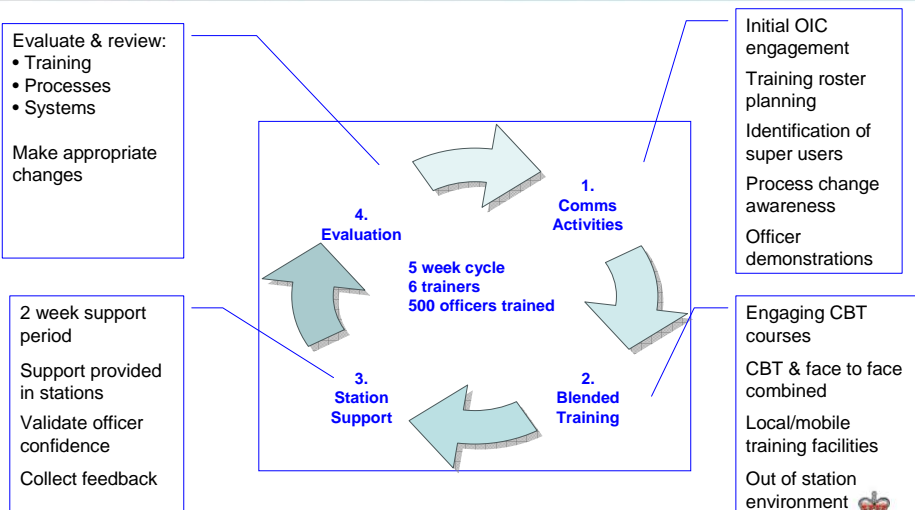 Evaluate & review:
• Training
• Processes
• Systems
Make appropriate
changes
Initial OIC
engagement
Training roster
planning
Identification of
super users
Process change
awareness
Officer
demonstrations
1.
Comms
Activities
4.
Evaluation
5 week cycle
6 trainers
500 officers trained
3.
Station
Support
2.
Blended
Training
2 week support
period
Support provided
in stations
Validate officer
confidence
Collect feedback
Engaging CBT
courses
CBT & face to face
combined
Local/mobile
training facilities
Out of station
environment